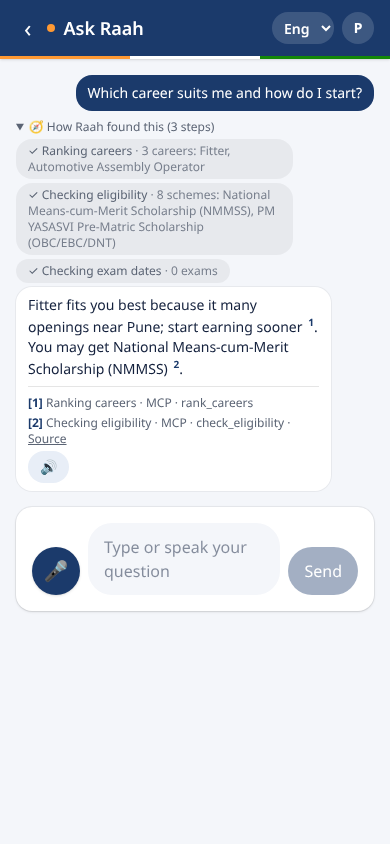 ‹ Ask Raah Eng P
Which career suits me and how do I start?
▼ 🧭 How Raah found this (3 steps)
✓ Ranking careers · 3 careers: Fitter,
Automotive Assembly Operator
✓ Checking eligibility · 8 schemes: National
Means-cum-Merit Scholarship (NMMSS), PM
YASASVI Pre-Matric Scholarship
(OBC/EBC/DNT)
✓ Checking exam dates · 0 exams
Fitter fits you best because it many
openings near Pune; start earning sooner 1.
You may get National Means-cum-Merit
Scholarship (NMMSS) 2.
[1] Ranking careers · MCP · rank_careers
[2] Checking eligibility · MCP · check_eligibility ·
Source
Type or speak your
question
Send